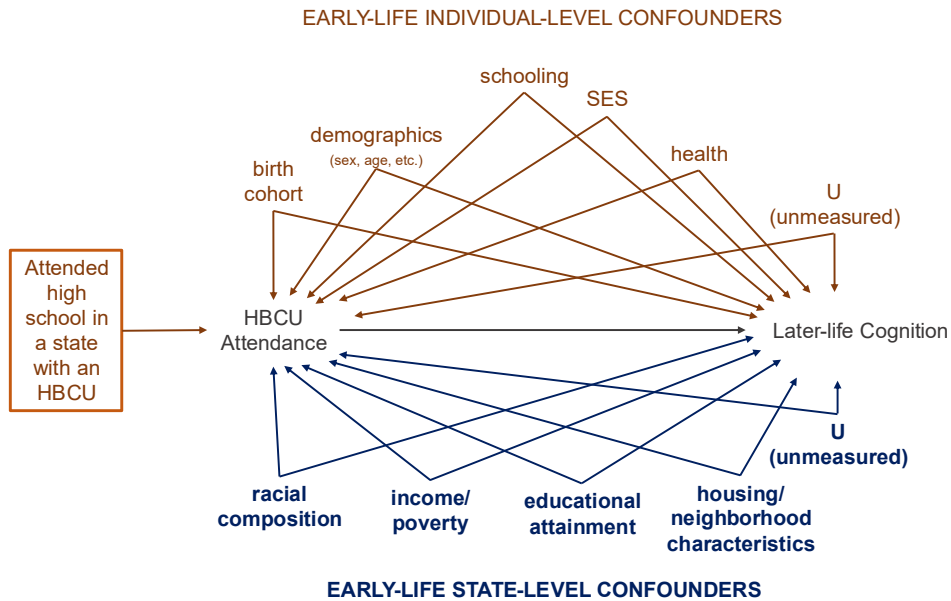 EARLY-LIFE INDIVIDUAL-LEVEL CONFOUNDERS
schooling
SES
demographics
(sex, age, etc.)
health
birth
cohort
U
(unmeasured)
Attended
high
school in
a state
with an
HBCU
HBCU
Attendance
Later-life Cognition
U
(unmeasured)
racial
composition
income/
poverty
educational
attainment
housing/
neighborhood
characteristics
EARLY-LIFE STATE-LEVEL CONFOUNDERS